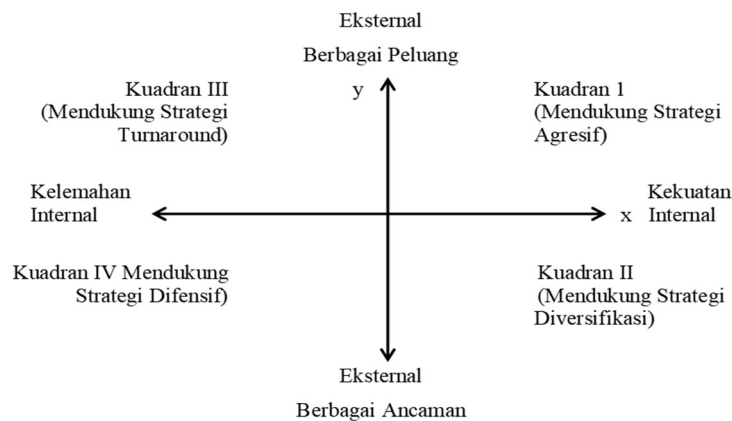 Eksternal
Berbagai Peluang
Kuadran III
(Mendukung Strategi
Turnaround)
y
Kuadran 1
(Mendukung Strategi
Agresif)
Kelemahan
Internal
x
Kekuatan
Internal
Kuadran IV Mendukung
Strategi Difensif)
Kuadran II
(Mendukung Strategi
Diversifikasi)
Eksternal
Berbagai Ancaman